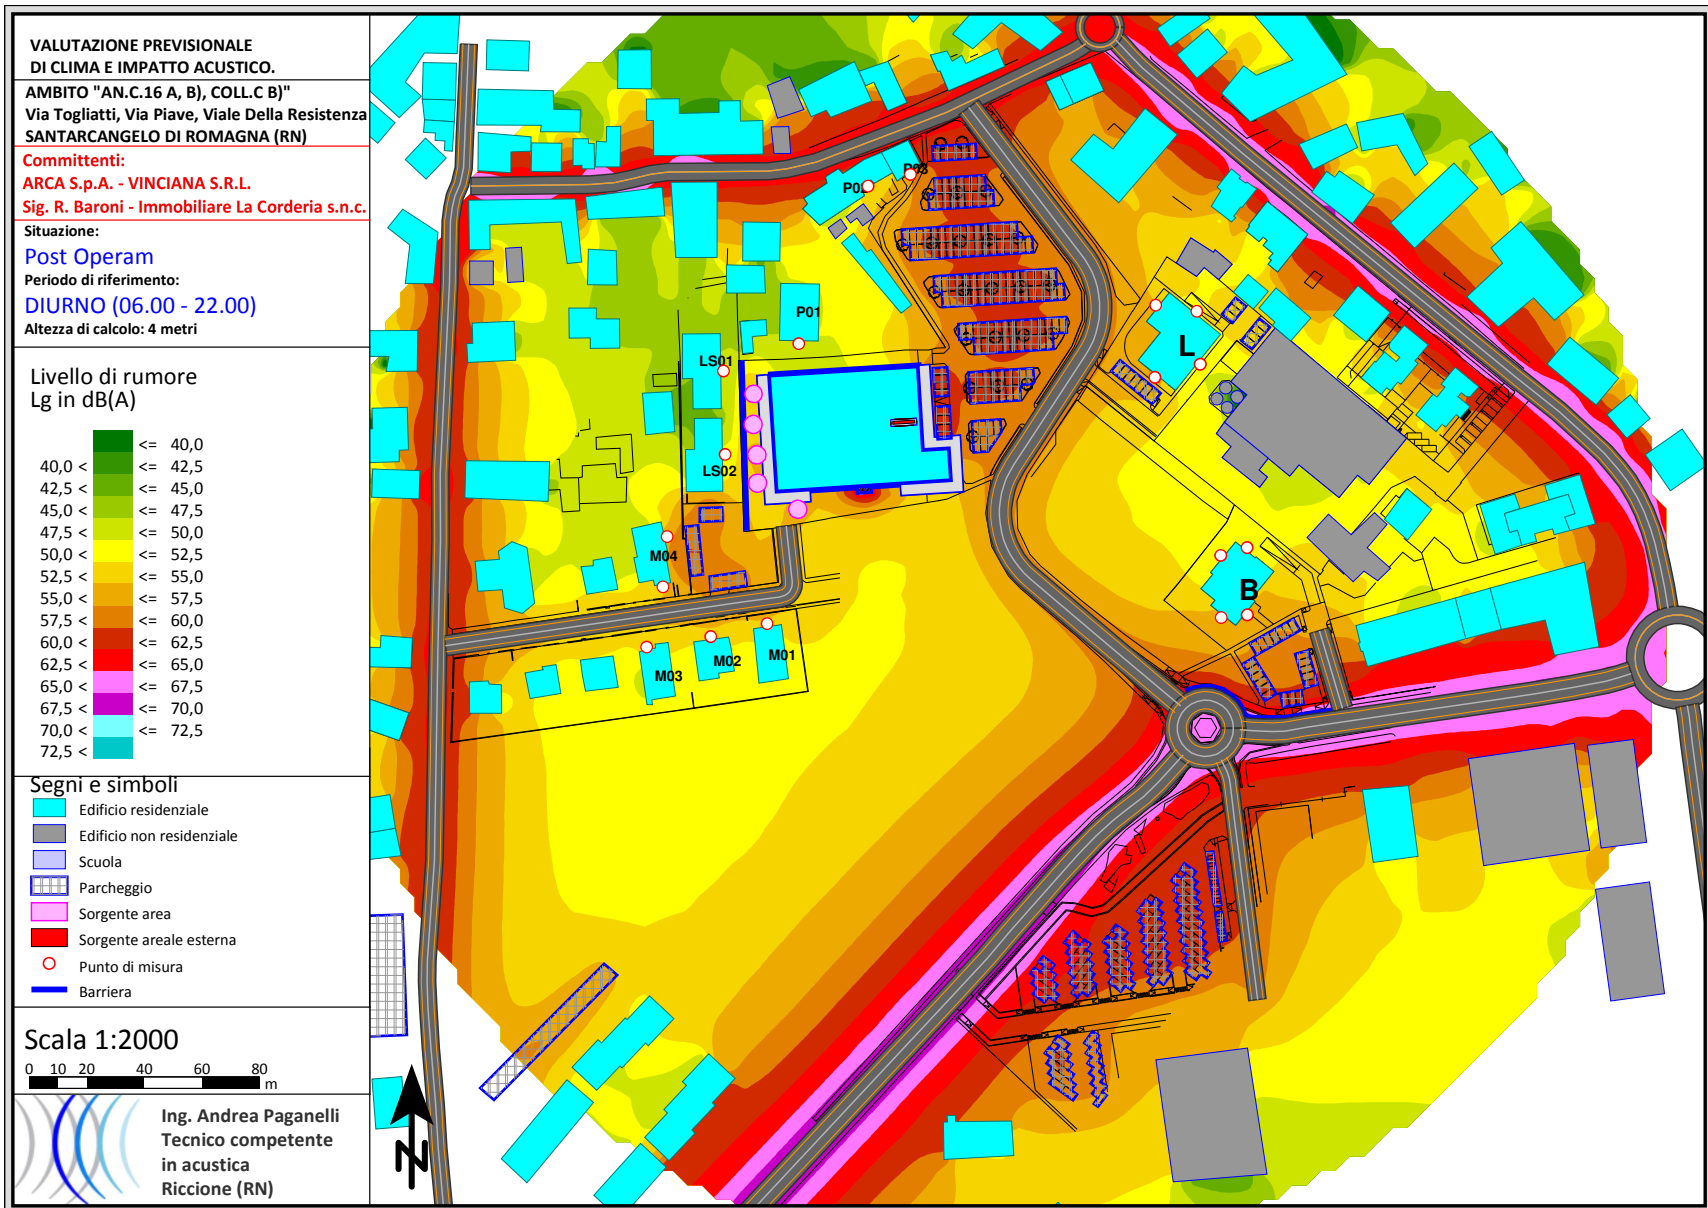 VALUTAZIONE PREVISIONALE
DI CLIMA E IMPATTO ACUSTICO.
AMBITO "AN.C.16 A, B), COLL.C B)"
Via Togliatti, Via Piave, Viale Della Resistenza
SANTARCANGELO DI ROMAGNA (RN)
Committenti:
ARCA S.p.A. - VINCIANA S.R.L.
Sig. R. Baroni - Immobiliare La Corderia s.n.c.
Situazione:
Post Operam
Periodo di riferimento:
DIURNO (06.00 - 22.00)
Altezza di calcolo: 4 metri
Livello di rumore
Lg in dB(A)
<= 40,0
40,0 < <= 42,5
42,5 < <= 45,0
45,0 < <= 47,5
47,5 < <= 50,0
50,0 < <= 52,5
52,5 < <= 55,0
55,0 < <= 57,5
57,5 < <= 60,0
60,0 < <= 62,5
62,5 < <= 65,0
65,0 < <= 67,5
67,5 < <= 70,0
70,0 < <= 72,5
72,5 <
Segni e simboli
Edificio residenziale
Edificio non residenziale
Scuola
Parcheggio
Sorgente area
Sorgente areale esterna
Punto di misura
Barriera
Scala 1:2000
0 10 20 40 60 80
m
N
Ing. Andrea Paganelli
Tecnico competente
in acustica
Riccione (RN)
P03
P02
P01
LS01
LS02
L
B
M04
M03
M02
M01